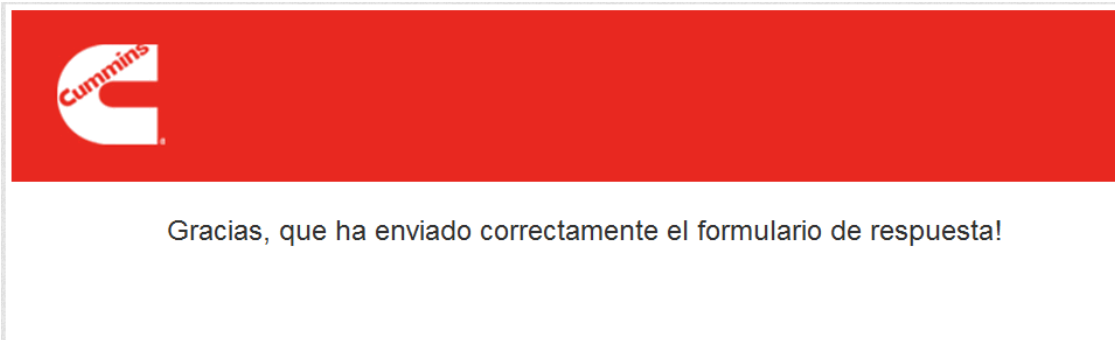 Cummins
Gracias, que ha enviado correctamente el formulario de respuesta!